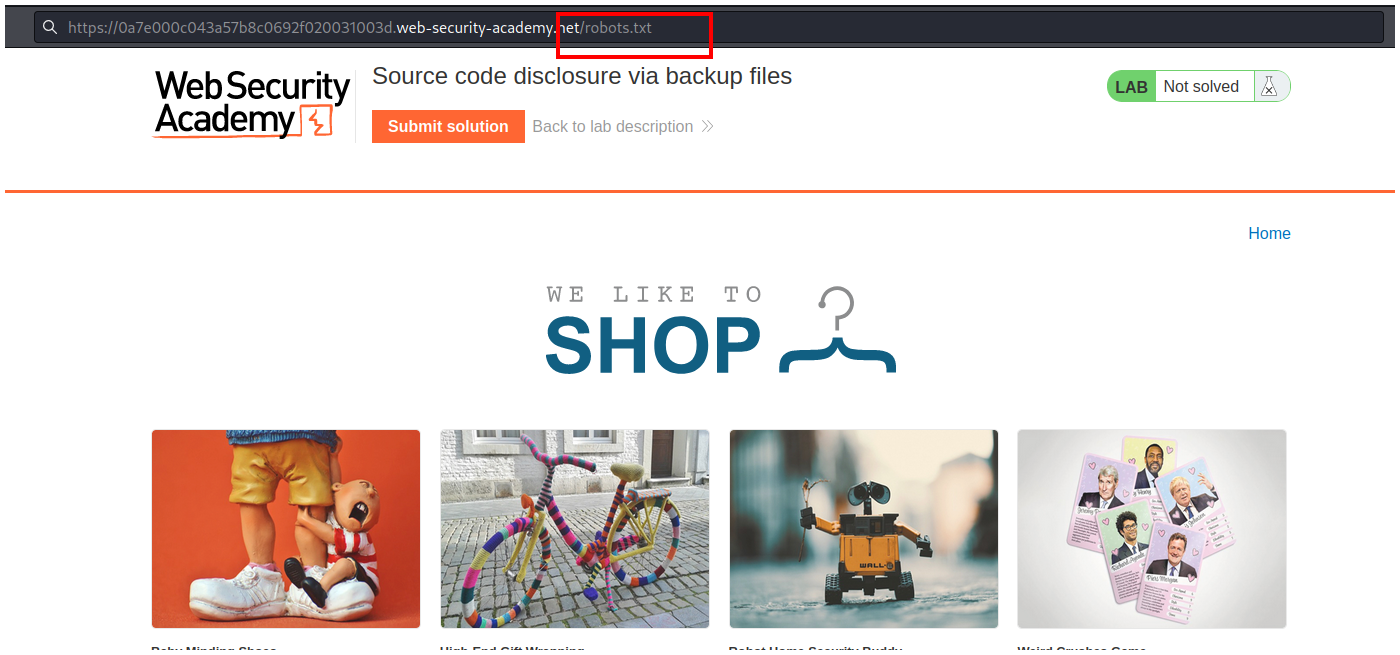 https://0a7e000c043a57b8c0692f020031003d.web-security-academy.net/robots.txt
Web Security
Academy
Source code disclosure via backup files
Submit solution
Back to lab description
LAB
Not solved
Home
WE LIKE TO
SHOP
WALL-E
Piers Morgan
Baby Minding Shoes
High-End Gift Wrapping
Robot Home Security Buddy
Weird Crushes Game